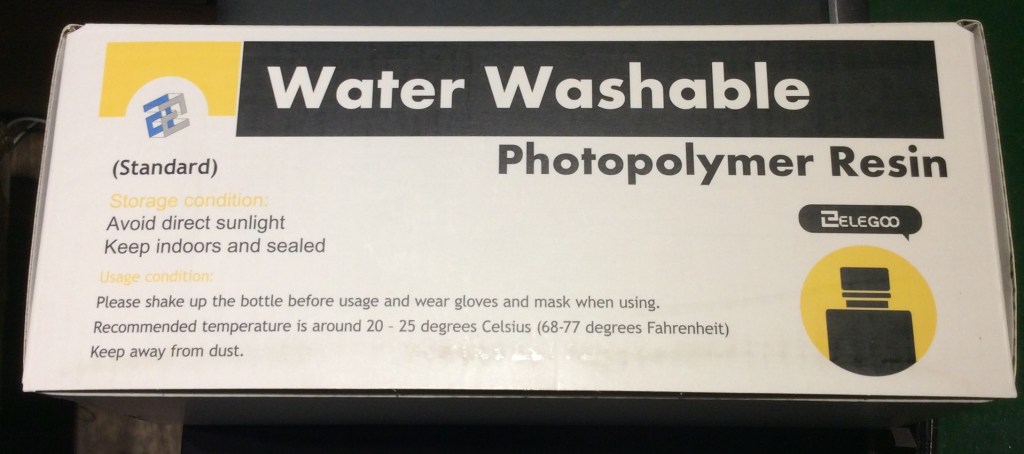 Water Washable
Photopolymer Resin
(Standard)
Storage condition:
Avoid direct sunlight
Keep indoors and sealed
ELEGOO
Usage condition:
Please shake up the bottle before usage and wear gloves and mask when using.
Recommended temperature is around 20 - 25 degrees Celsius (68-77 degrees Fahrenheit)
Keep away from dust.